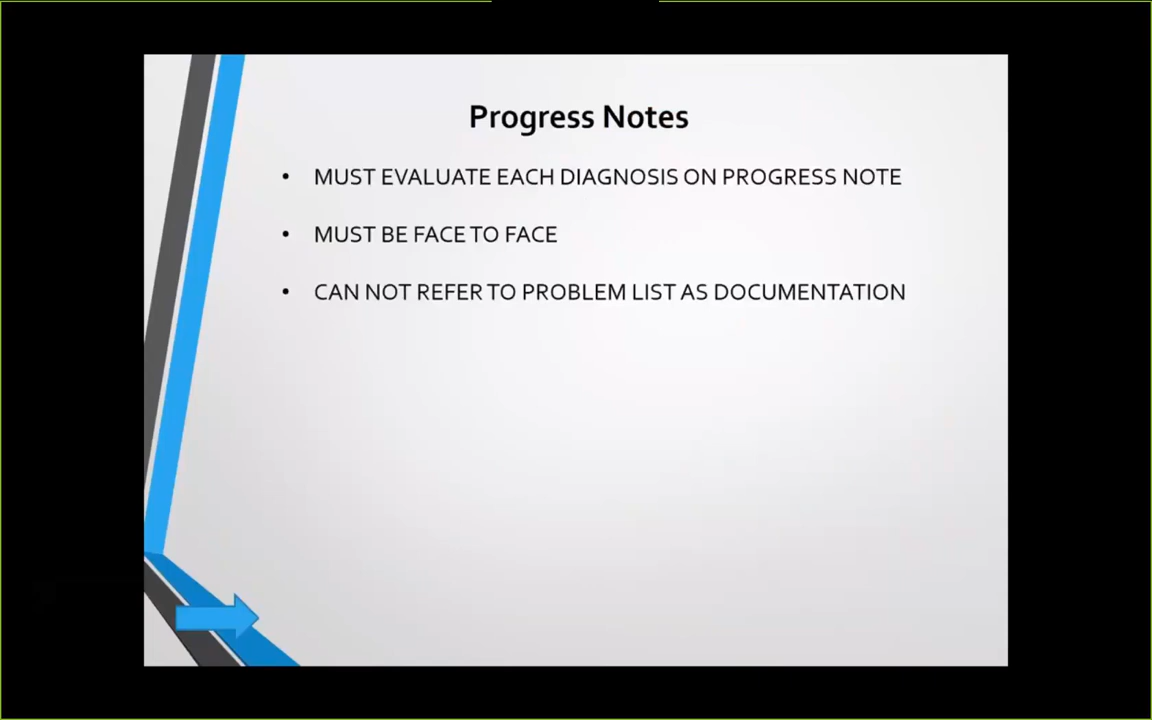 Progress Notes
• MUST EVALUATE EACH DIAGNOSIS ON PROGRESS NOTE
• MUST BE FACE TO FACE
• CAN NOT REFER TO PROBLEM LIST AS DOCUMENTATION